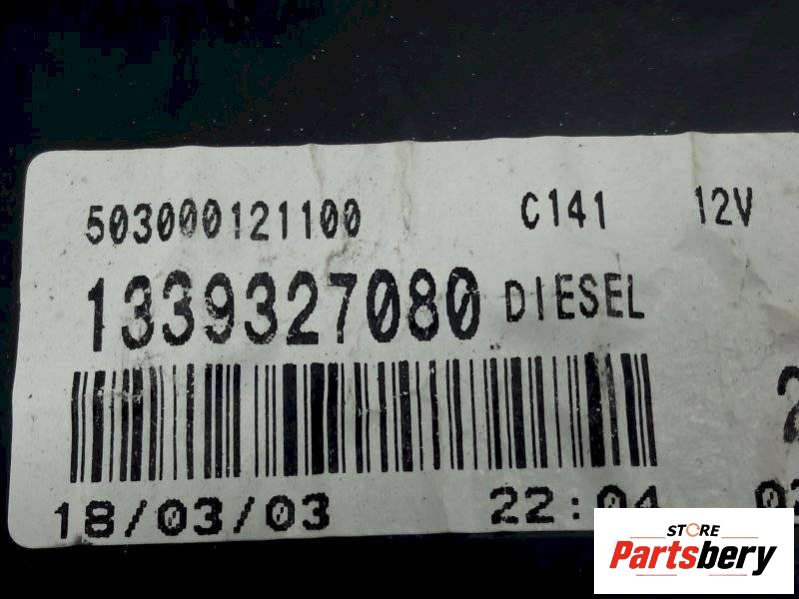 503000121100 C141 12V
1339327080 DIESEL
18/03/03 22:04
STORE
Partsbery